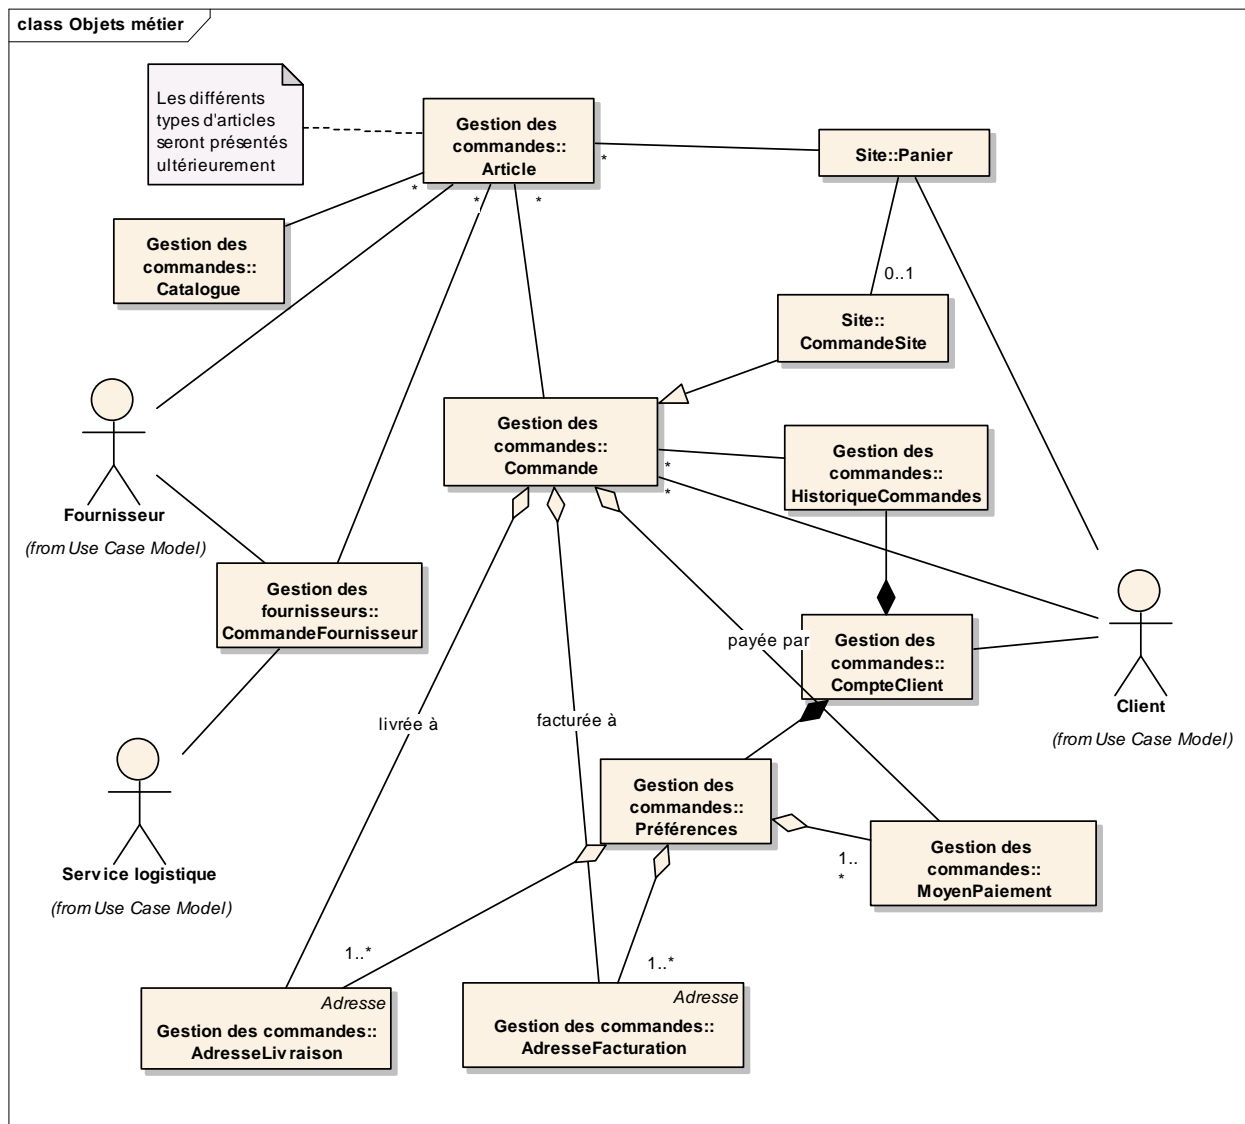 class Objets métier
Les différents
types d'articles
seront présentés
ultérieurement
Gestion des
commandes::
Article
*
Site::Panier
*
*
*
Gestion des
commandes::
Catalogue
0..1
Site::
CommandeSite
Gestion des
commandes::
Commande
*
*
Gestion des
commandes::
HistoriqueCommandes
Fournisseur
(from Use Case Model)
Gestion des
fournisseurs::
CommandeFournisseur
payée par
Gestion des
commandes::
CompteClient
Client
(from Use Case Model)
livrée à
facturée à
Gestion des
commandes::
Préférences
1..
*
Gestion des
commandes::
MoyenPaiement
Service logistique
(from Use Case Model)
1..*
1..*
Adresse
Gestion des commandes::
AdresseLivraison
Adresse
Gestion des commandes::
AdresseFacturation